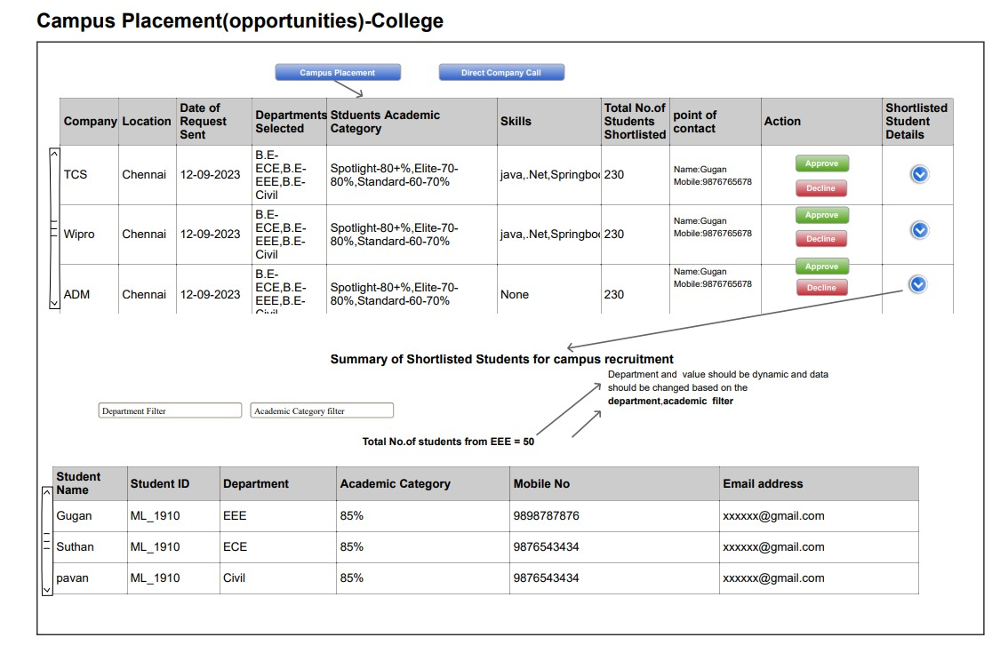 Campus Placement(opportunities)-College
Campus Placement
Direct Company Call
Company
Location
Date of
Request
Sent
Departments
Selected
Stduents Academic
Category
Skills
Total No.of
Students
Shortlisted
point of
contact
Action
Shortlisted
Student
Details
TCS
Chennai
12-09-2023
B.E-
ECE,B.E-
EEE,B.E-
Civil
Spotlight-80+%,Elite-70-
80%,Standard-60-70%
java,.Net,Springboo
230
Name:Gugan
Mobile:9876765678
Approve
Decline
Wipro
Chennai
12-09-2023
B.E-
ECE,B.E-
EEE,B.E-
Civil
Spotlight-80+%,Elite-70-
80%,Standard-60-70%
java,.Net,Springboo
230
Name:Gugan
Mobile:9876765678
Approve
Decline
ADM
Chennai
12-09-2023
B.E-
ECE,B.E-
EEE,B.E-
Civil
Spotlight-80+%,Elite-70-
80%,Standard-60-70%
None
230
Name:Gugan
Mobile:9876765678
Approve
Decline
Summary of Shortlisted Students for campus recruitment
Department and value should be dynamic and data
should be changed based on the
department,academic filter
Department Filter
Academic Category filter
Total No.of students from EEE = 50
Student
Name
Student ID
Department
Academic Category
Mobile No
Email address
Gugan
ML_1910
EEE
85%
9898787876
xxxxxx@gmail.com
Suthan
ML_1910
ECE
85%
9876543434
xxxxxx@gmail.com
pavan
ML_1910
Civil
85%
9876543434
xxxxxx@gmail.com